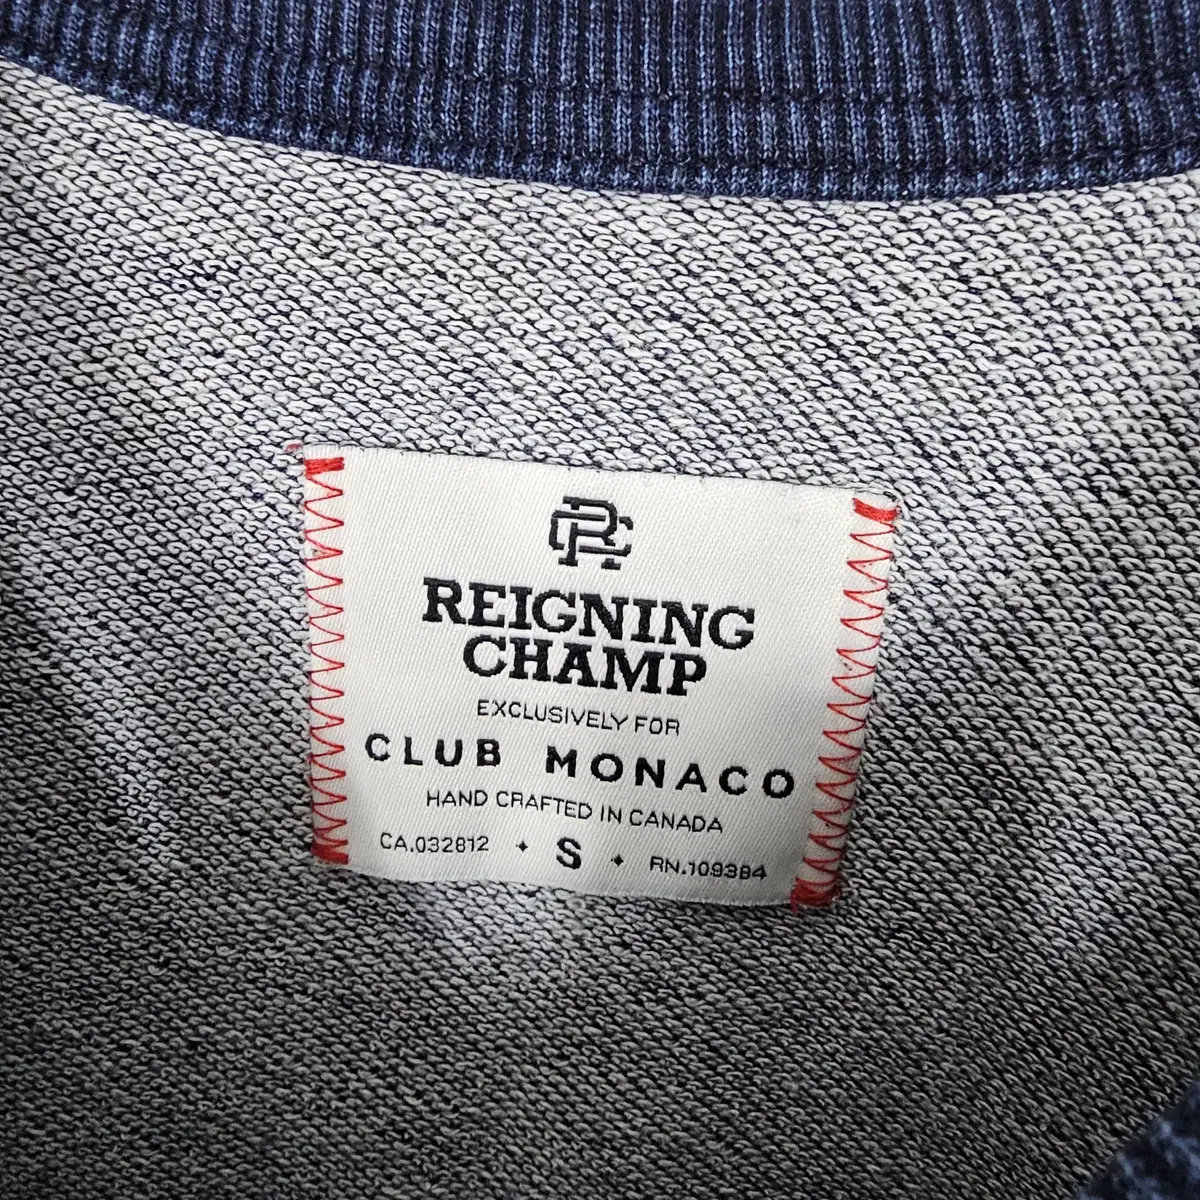 RC
REIGNING
CHAMP
EXCLUSIVELY FOR
CLUB MONACO
HAND CRAFTED IN CANADA
CA.032812 ✦ S ✦ RN.109384